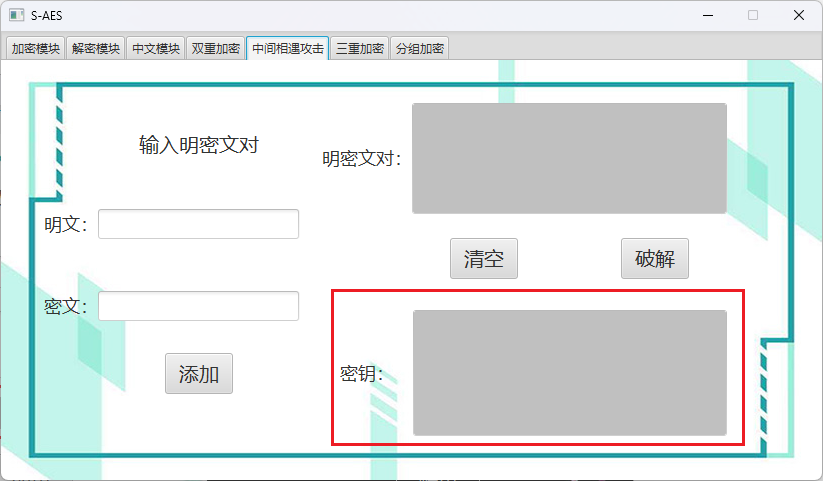 S-AES
加密模块 解密模块 中文模块 双重加密 中间相遇攻击 三重加密 分组加密
输入明密文对
明密文对：
明文：
清空 破解
密文：
添加
密钥：